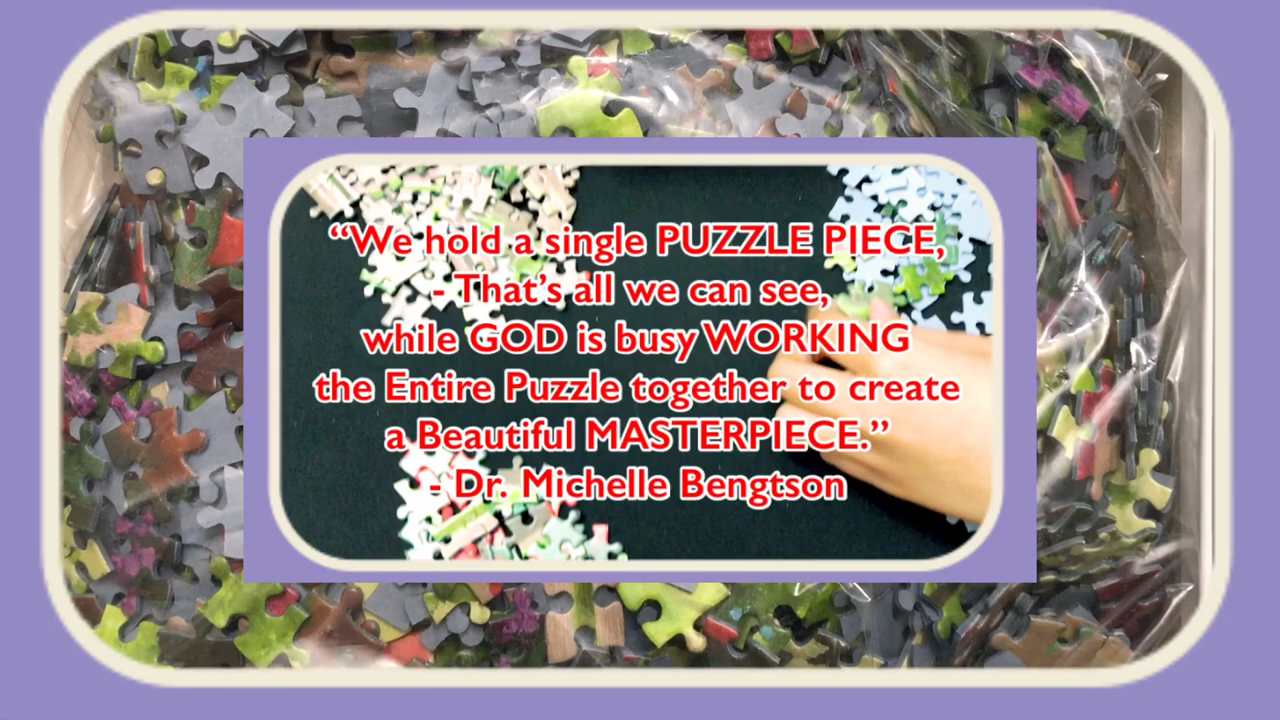 “We hold a single PUZZLE PIECE,
- That’s all we can see,
while GOD is busy WORKING
the Entire Puzzle together to create
a Beautiful MASTERPIECE.”
- Dr. Michelle Bengtson